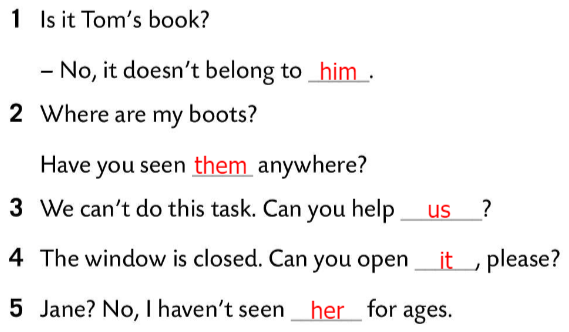 1 Is it Tom's book?
– No, it doesn't belong to him.
2 Where are my boots?
Have you seen them anywhere?
3 We can't do this task. Can you help us?
4 The window is closed. Can you open it, please?
5 Jane? No, I haven't seen her for ages.